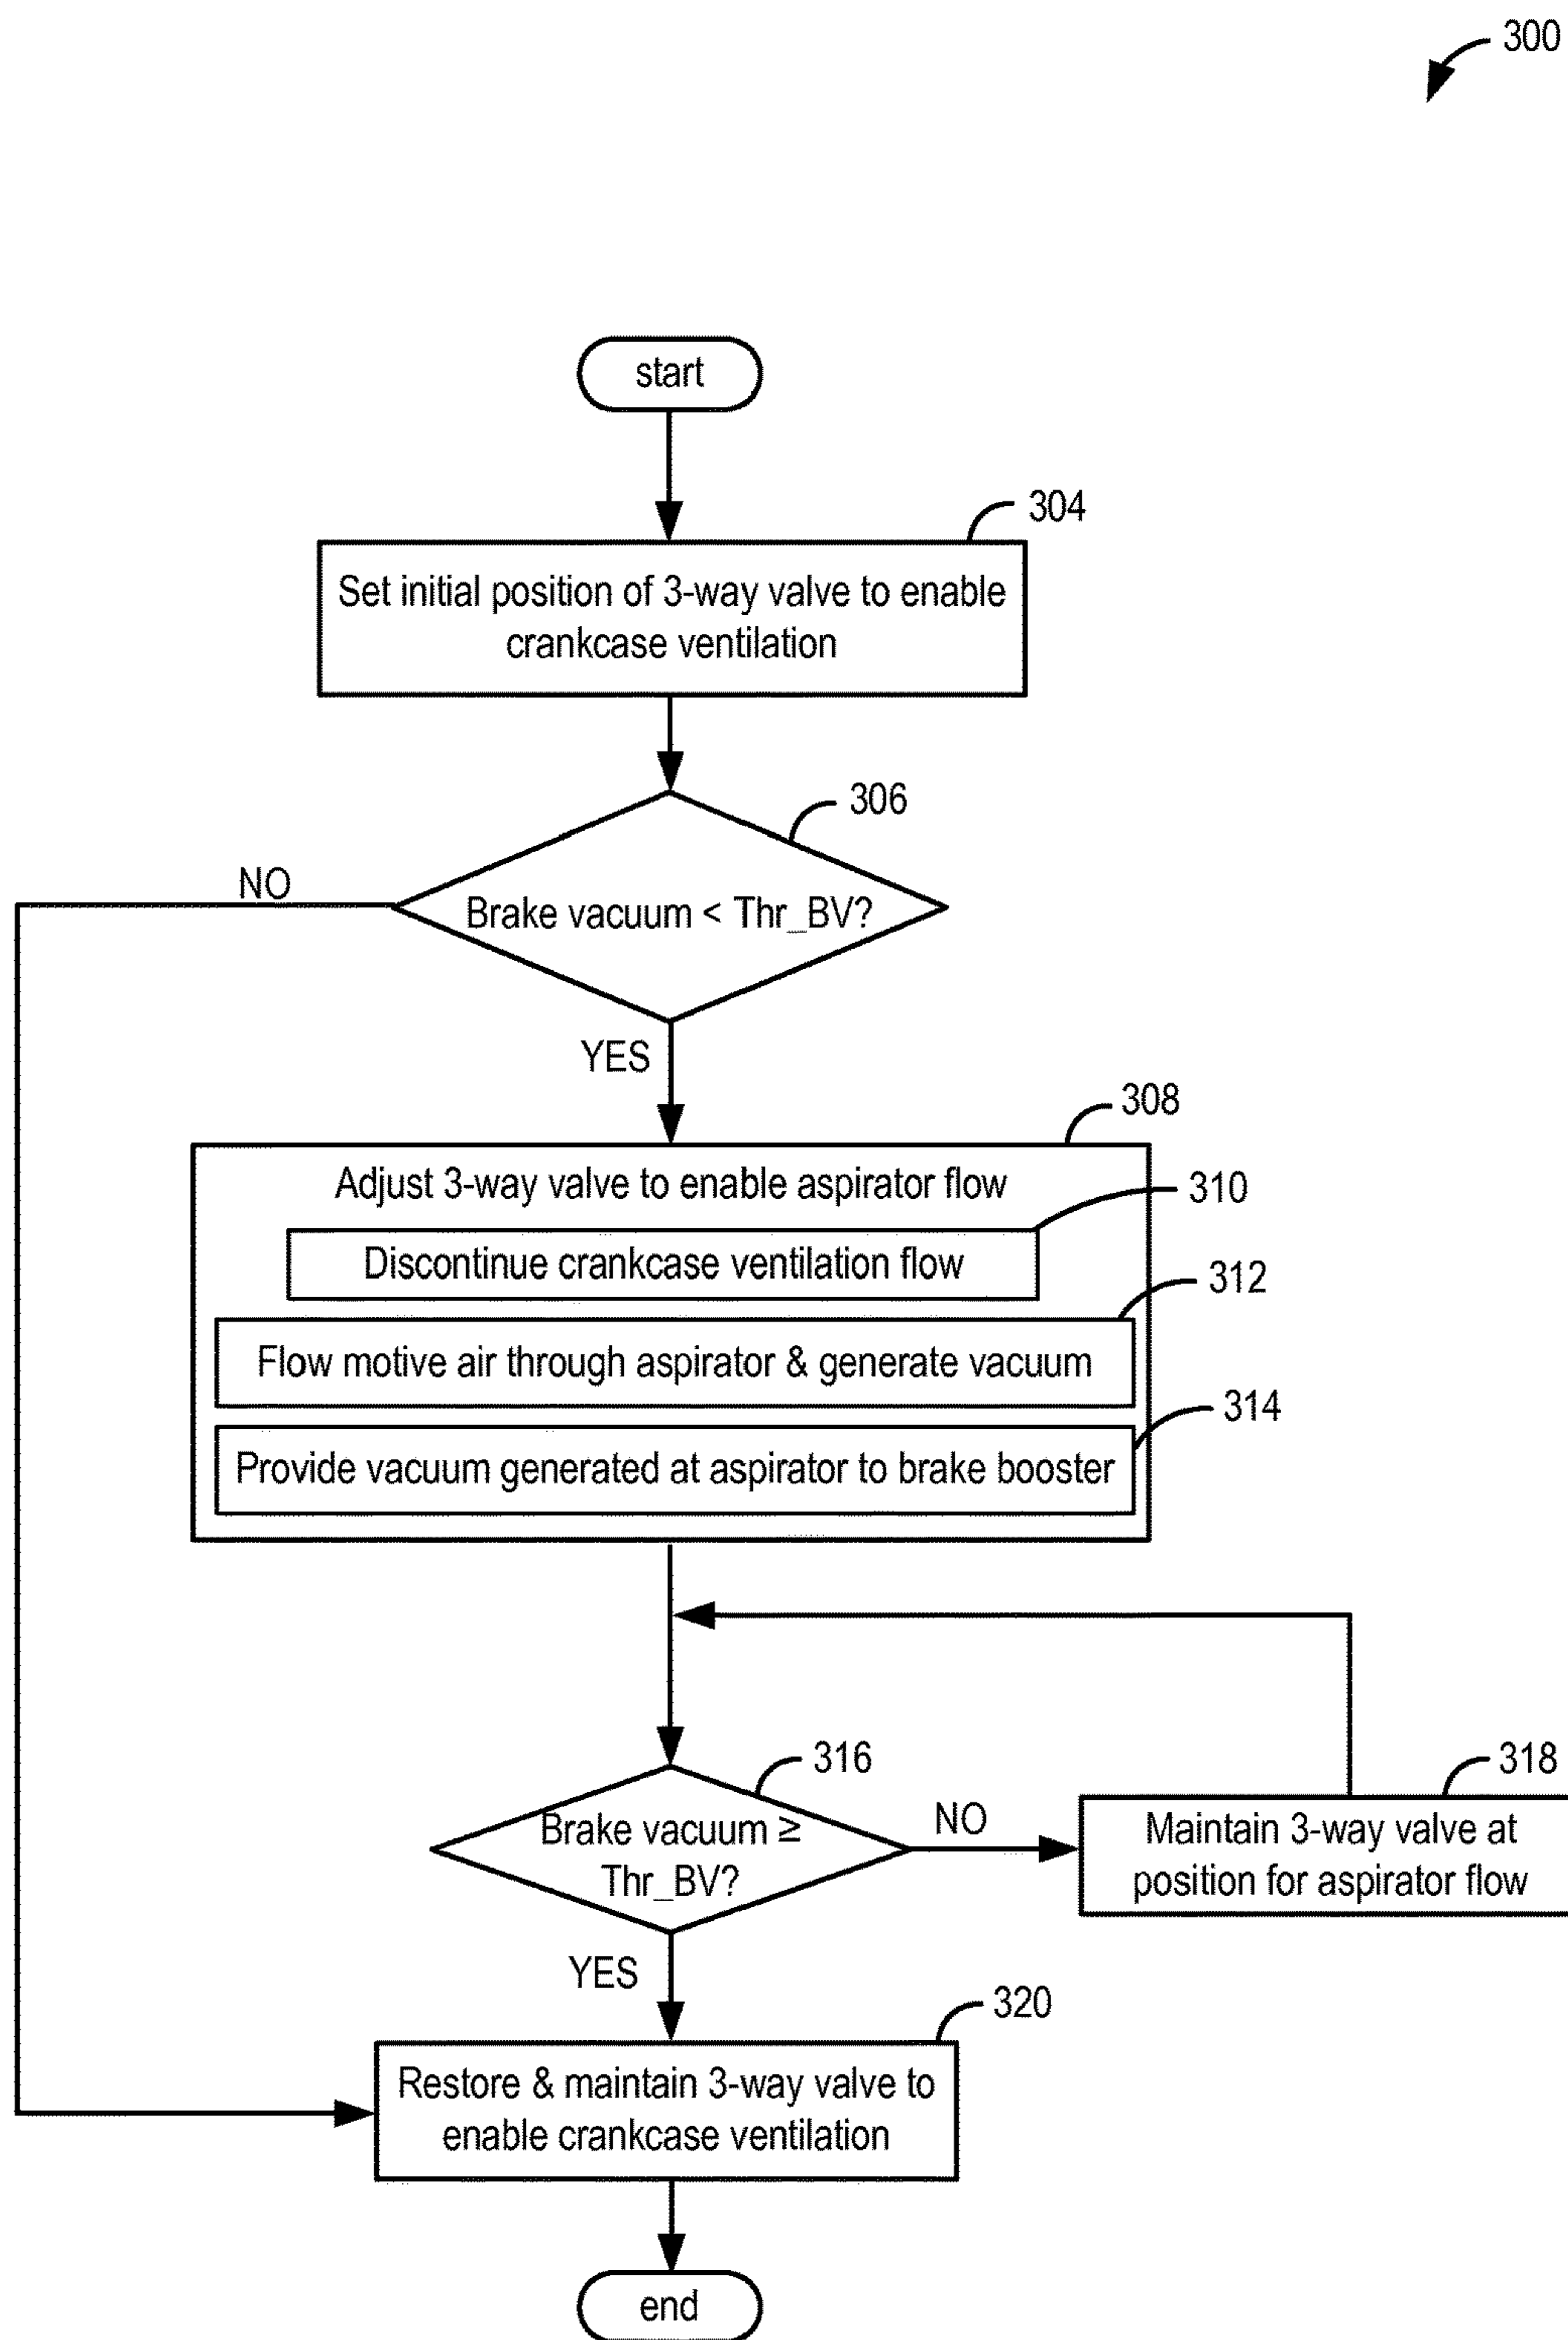 300
start
304
Set initial position of 3-way valve to enable
crankcase ventilation
306
NO
Brake vacuum < Thr_BV?
YES
308
Adjust 3-way valve to enable aspirator flow
310
Discontinue crankcase ventilation flow
312
Flow motive air through aspirator & generate vacuum
314
Provide vacuum generated at aspirator to brake booster
316
Brake vacuum ≥
Thr_BV?
NO
318
Maintain 3-way valve at
position for aspirator flow
YES
320
Restore & maintain 3-way valve to
enable crankcase ventilation
end